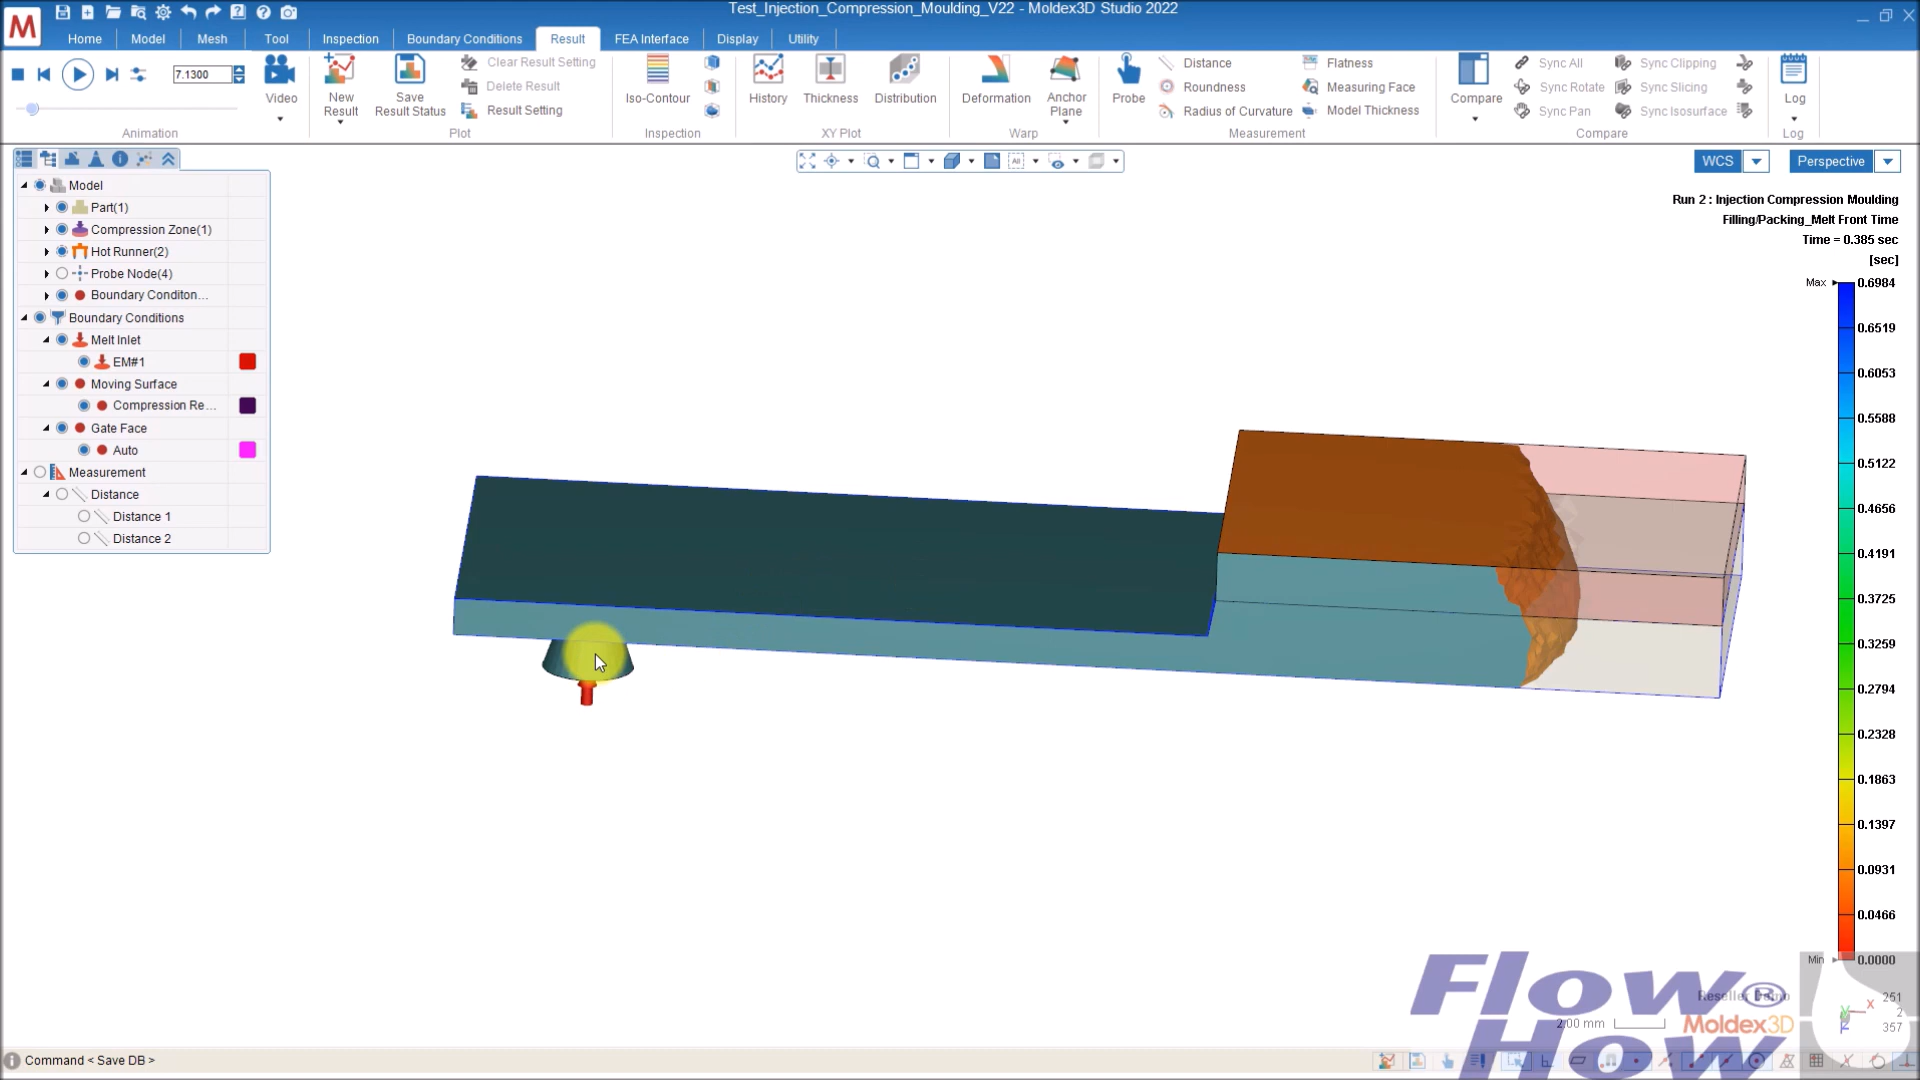 Test_Injection_Compression_Moulding_V22 - Moldex3D Studio 2022
Home Model Mesh Tool Inspection Boundary Conditions Result FEA Interface Display Utility
7.1300
Video
Animation
New Result
Save Result Status
Clear Result Setting
Delete Result
Result Setting
Plot
Iso-Contour
Inspection
History
Thickness
Distribution
XY Plot
Deformation
Anchor Plane
Warp
Probe
Distance
Roundness
Radius of Curvature
Flatness
Measuring Face
Model Thickness
Measurement
Compare
Sync All
Sync Rotate
Sync Pan
Sync Clipping
Sync Slicing
Sync Isosurface
Compare
Log
Log
WCS
Perspective
Model
Part(1)
Compression Zone(1)
Hot Runner(2)
Probe Node(4)
Boundary Conditon...
Boundary Conditions
Melt Inlet
EM#1
Moving Surface
Compression Re...
Gate Face
Auto
Measurement
Distance
Distance 1
Distance 2
Run 2 : Injection Compression Moulding
Filling/Packing_Melt Front Time
Time = 0.385 sec
[sec]
Max 0.6984
0.6519
0.6053
0.5588
0.5122
0.4656
0.4191
0.3725
0.3259
0.2794
0.2328
0.1863
0.1397
0.0931
0.0466
Min 0.0000
Flow®
How
Reseller Demo
2.00 mm
Moldex3D
X
251
2
357
Command < Save DB >